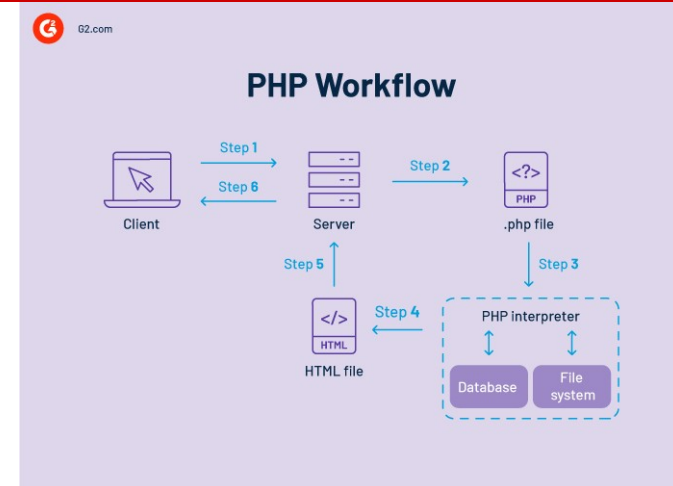 G2.com
PHP Workflow
Step 1
Step 6
Client
Server
Step 2
<?>
PHP
.php file
Step 5
Step 3
</>
HTML
HTML file
Step 4
PHP interpreter
Database
File
system